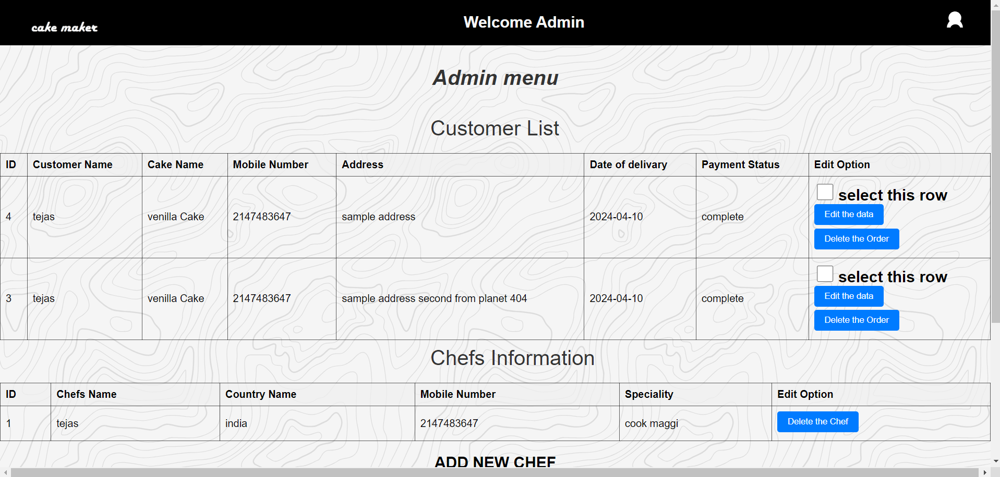 cake maker
Welcome Admin
Admin menu
Customer List
ID Customer Name Cake Name Mobile Number Address Date of delivary Payment Status Edit Option
4 tejas venilla Cake 2147483647 sample address 2024-04-10 complete select this row
Edit the data
Delete the Order
3 tejas venilla Cake 2147483647 sample address second from planet 404 2024-04-10 complete select this row
Edit the data
Delete the Order
Chefs Information
ID Chefs Name Country Name Mobile Number Speciality Edit Option
1 tejas india 2147483647 cook maggi Delete the Chef
ADD NEW CHEF